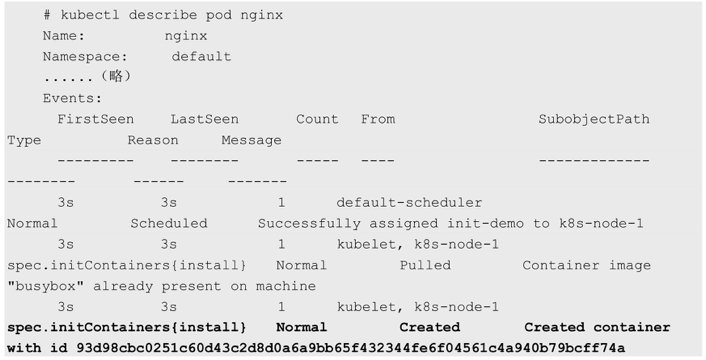 # kubectl describe pod nginx
Name: nginx
Namespace: default
......（略）
Events:
FirstSeen LastSeen Count From SubobjectPath
Type Reason Message
--------- -------- ----- ---- -------------
-------- ------ -------
3s 3s 1 default-scheduler
Normal Scheduled Successfully assigned init-demo to k8s-node-1
3s 3s 1 kubelet, k8s-node-1
spec.initContainers{install} Normal Pulled Container image
"busybox" already present on machine
3s 3s 1 kubelet, k8s-node-1
spec.initContainers{install} Normal Created Created container
with id 93d98cbc0251c60d43c2d8d0a6a9bb65f432344fe6f04561c4a940b79bcff74a